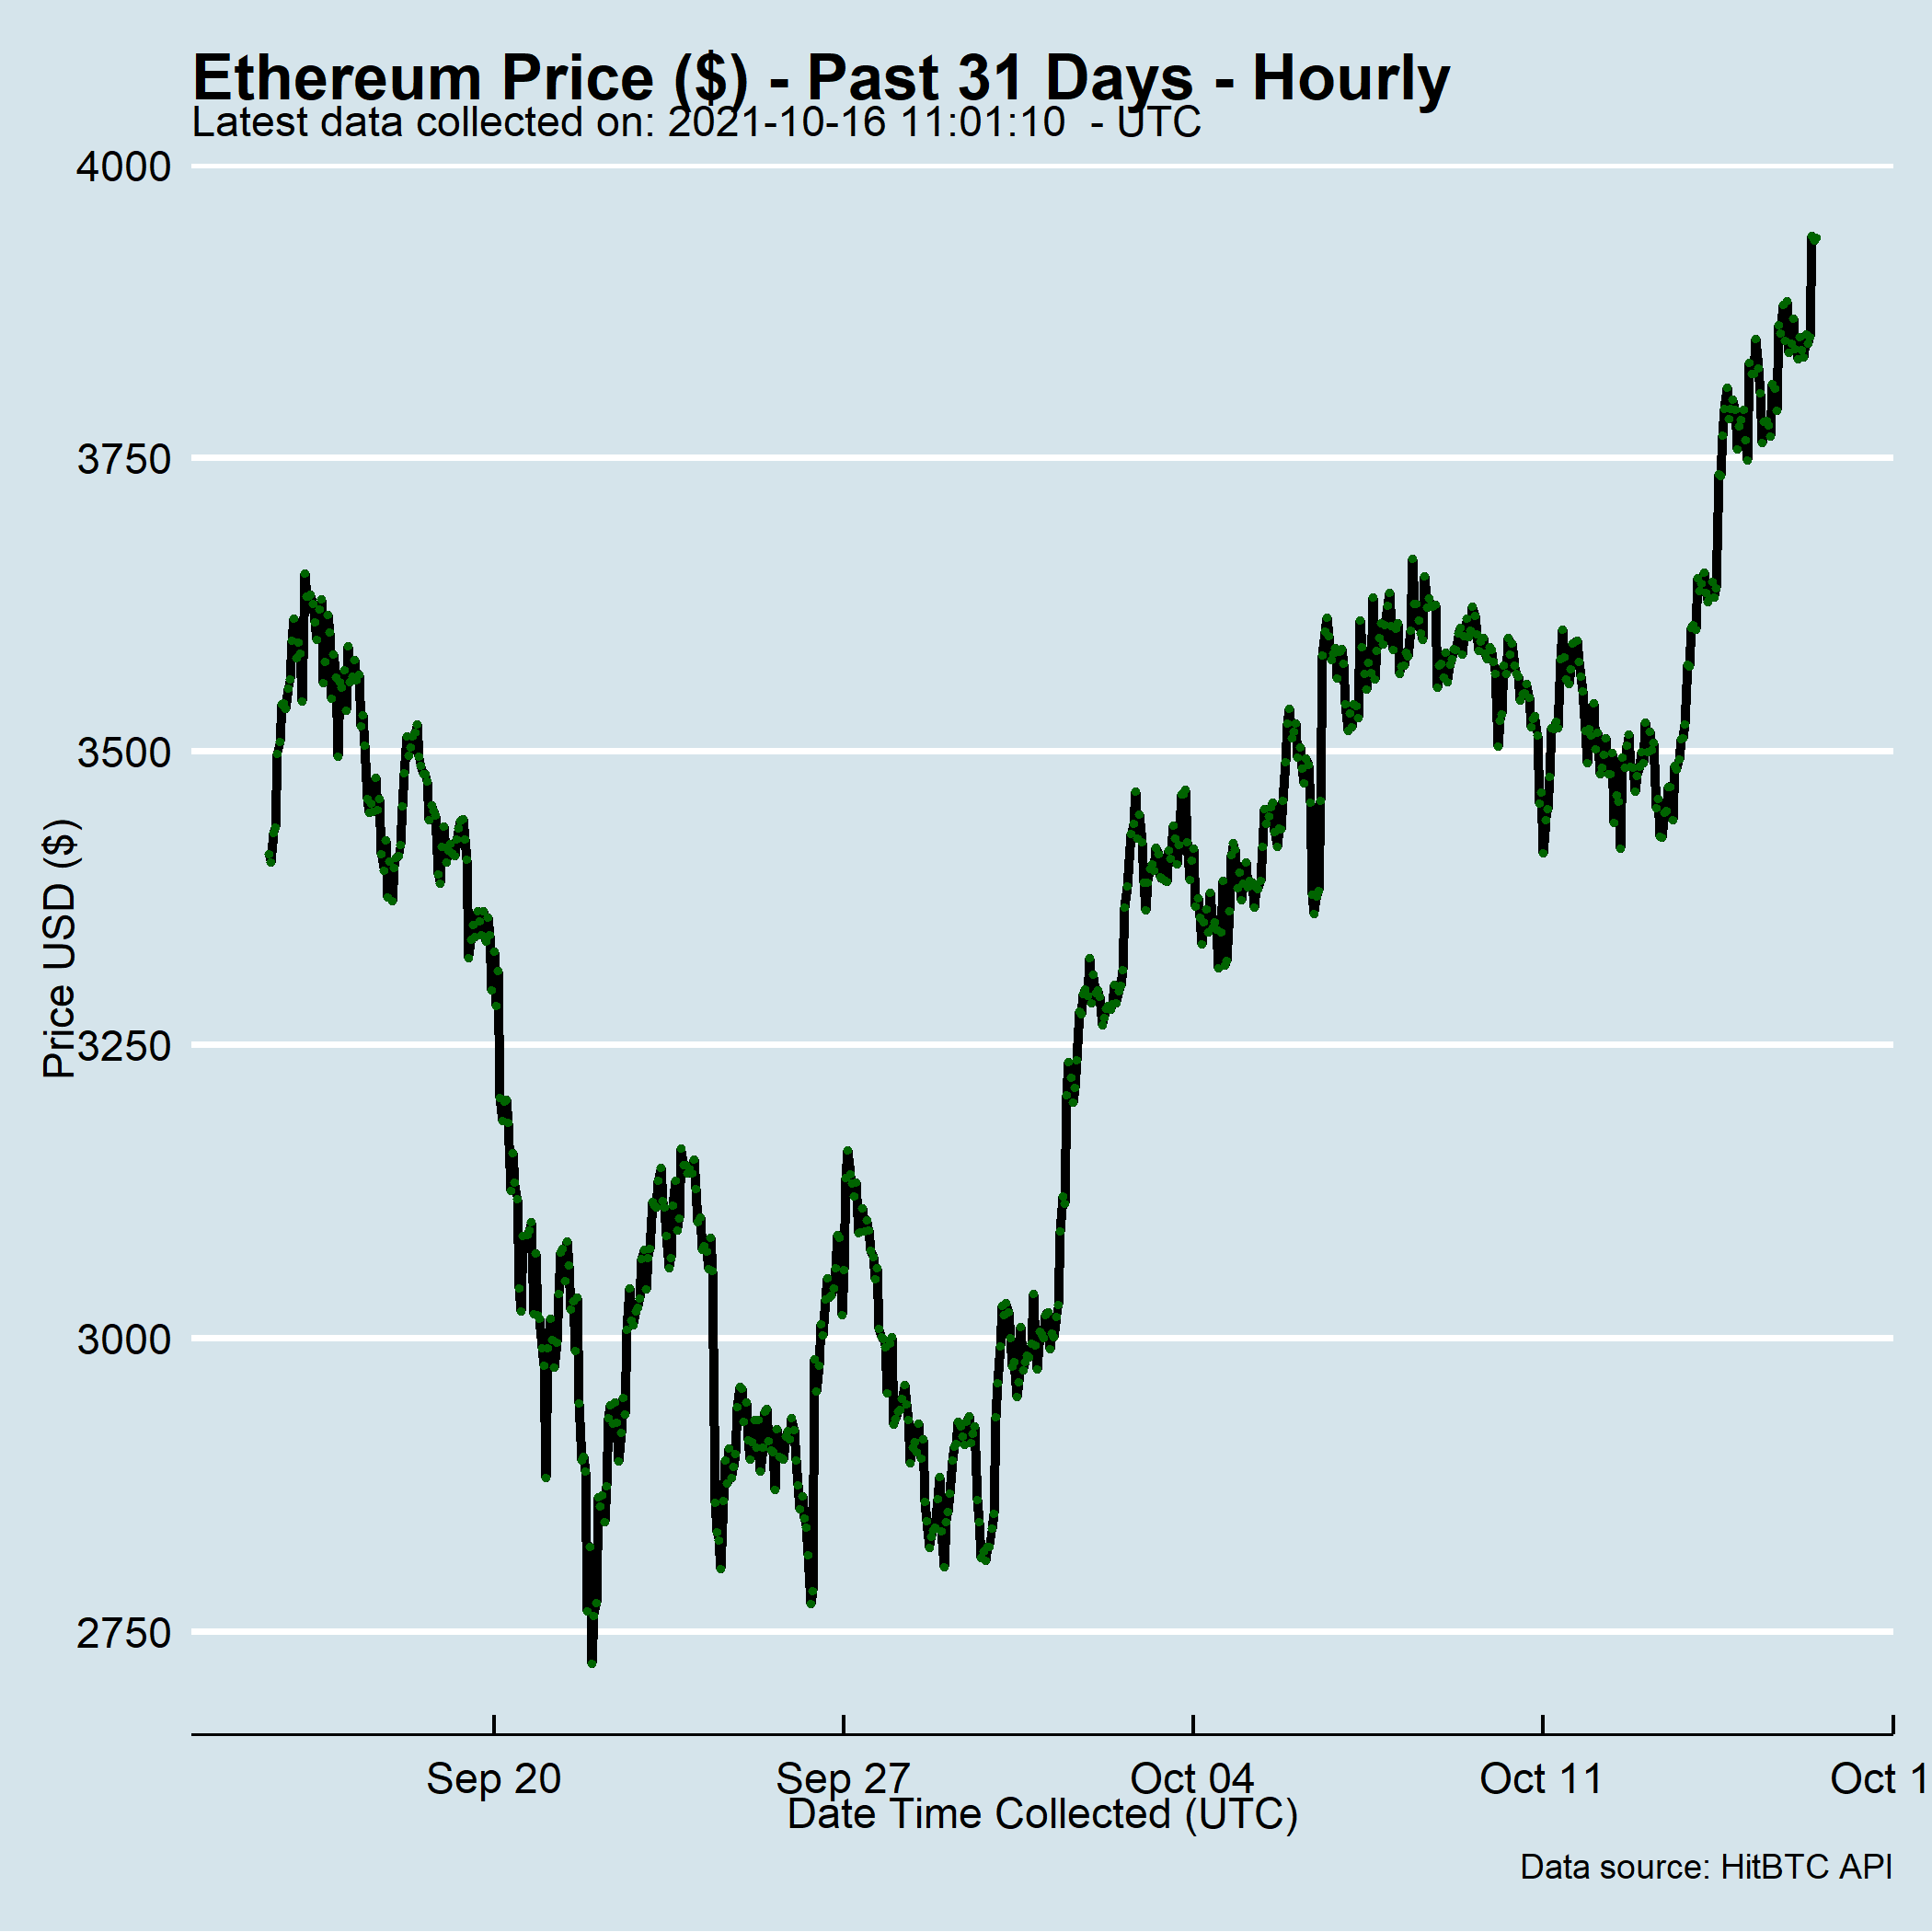 Ethereum Price ($) - Past 31 Days - Hourly
Latest data collected on: 2021-10-16 11:01:10  - UTC
4000
3750
3500
3250
3000
2750
Price USD ($)
Sep 20 Sep 27 Oct 04 Oct 11 Oct 1
Date Time Collected (UTC)
Data source: HitBTC API